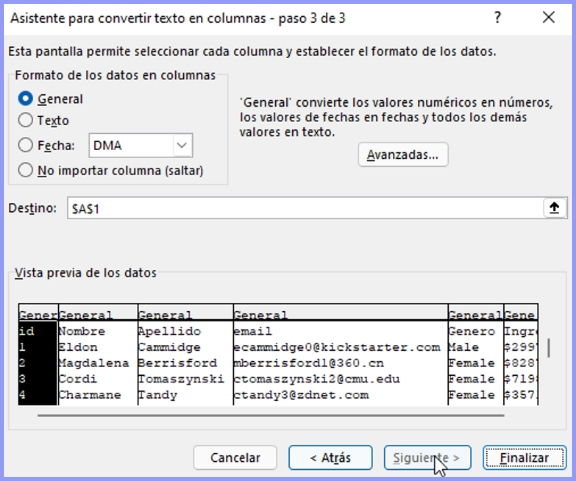 Asistente para convertir texto en columnas - paso 3 de 3 ? ×
Esta pantalla permite seleccionar cada columna y establecer el formato de los datos.
Formato de los datos en columnas
General
Texto
Fecha: DMA
No importar columna (saltar)
'General' convierte los valores numéricos en números,
los valores de fechas en fechas y todos los demás
valores en texto.
Avanzadas...
Destino: $A$1
Vista previa de los datos
Gener General General General General Gene
id Nombre Apellido email Genero Ingr
1 Eldon Cammidge ecammidge0@kickstarter.com Male $299
2 Magdalena Berrisford mberrisford1@360.cn Female $828
3 Cordi Tomaszynski ctomaszynski2@cmu.edu Female $719
4 Charmane Tandy ctandy3@zdnet.com Female $357
Cancelar < Atrás Siguiente > Finalizar